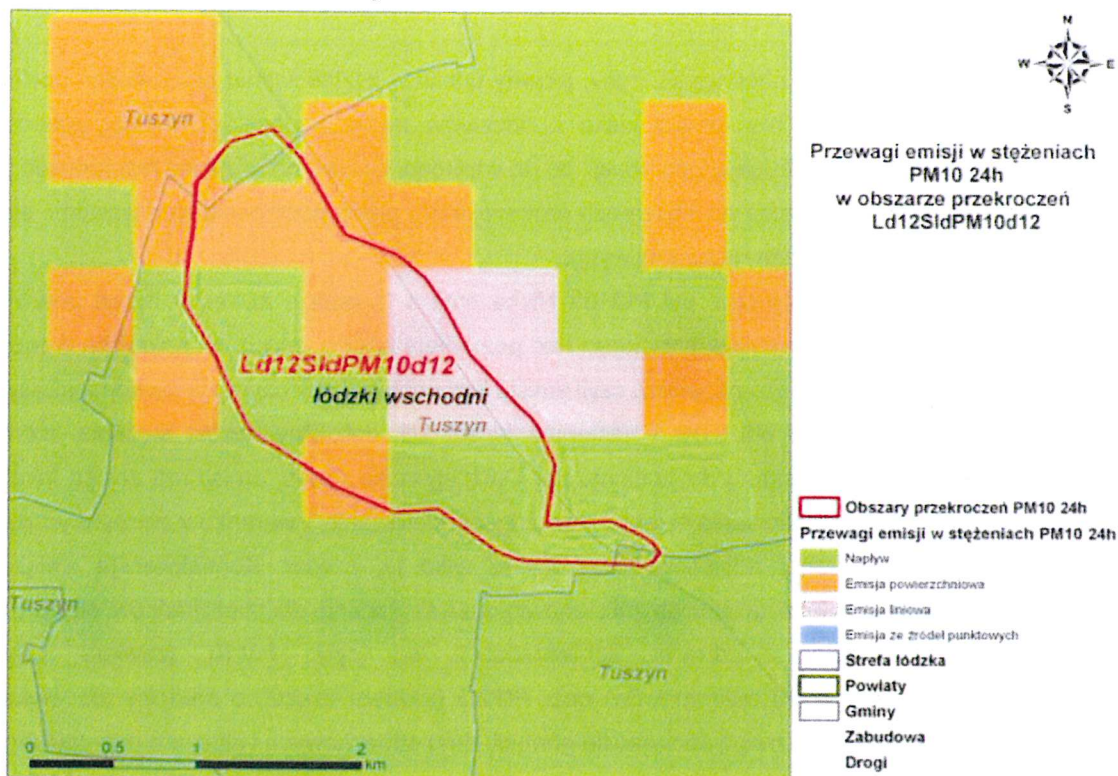 N
W E
S
Przewagi emisji w stężeniach
PM10 24h
w obszarze przekroczeń
Ld12SldPM10d12
Tuszyn
Ld12SldPM10d12
łódzki wschodni
Tuszyn
Tuszyn
Tuszyn
0 0.5 1 2
km
Obszary przekroczeń PM10 24h
Przewagi emisji w stężeniach PM10 24h
Napływ
Emisja powierzchniowa
Emisja liniowa
Emisja ze źródeł punktowych
Strefa łódzka
Powiaty
Gminy
Zabudowa
Drogi